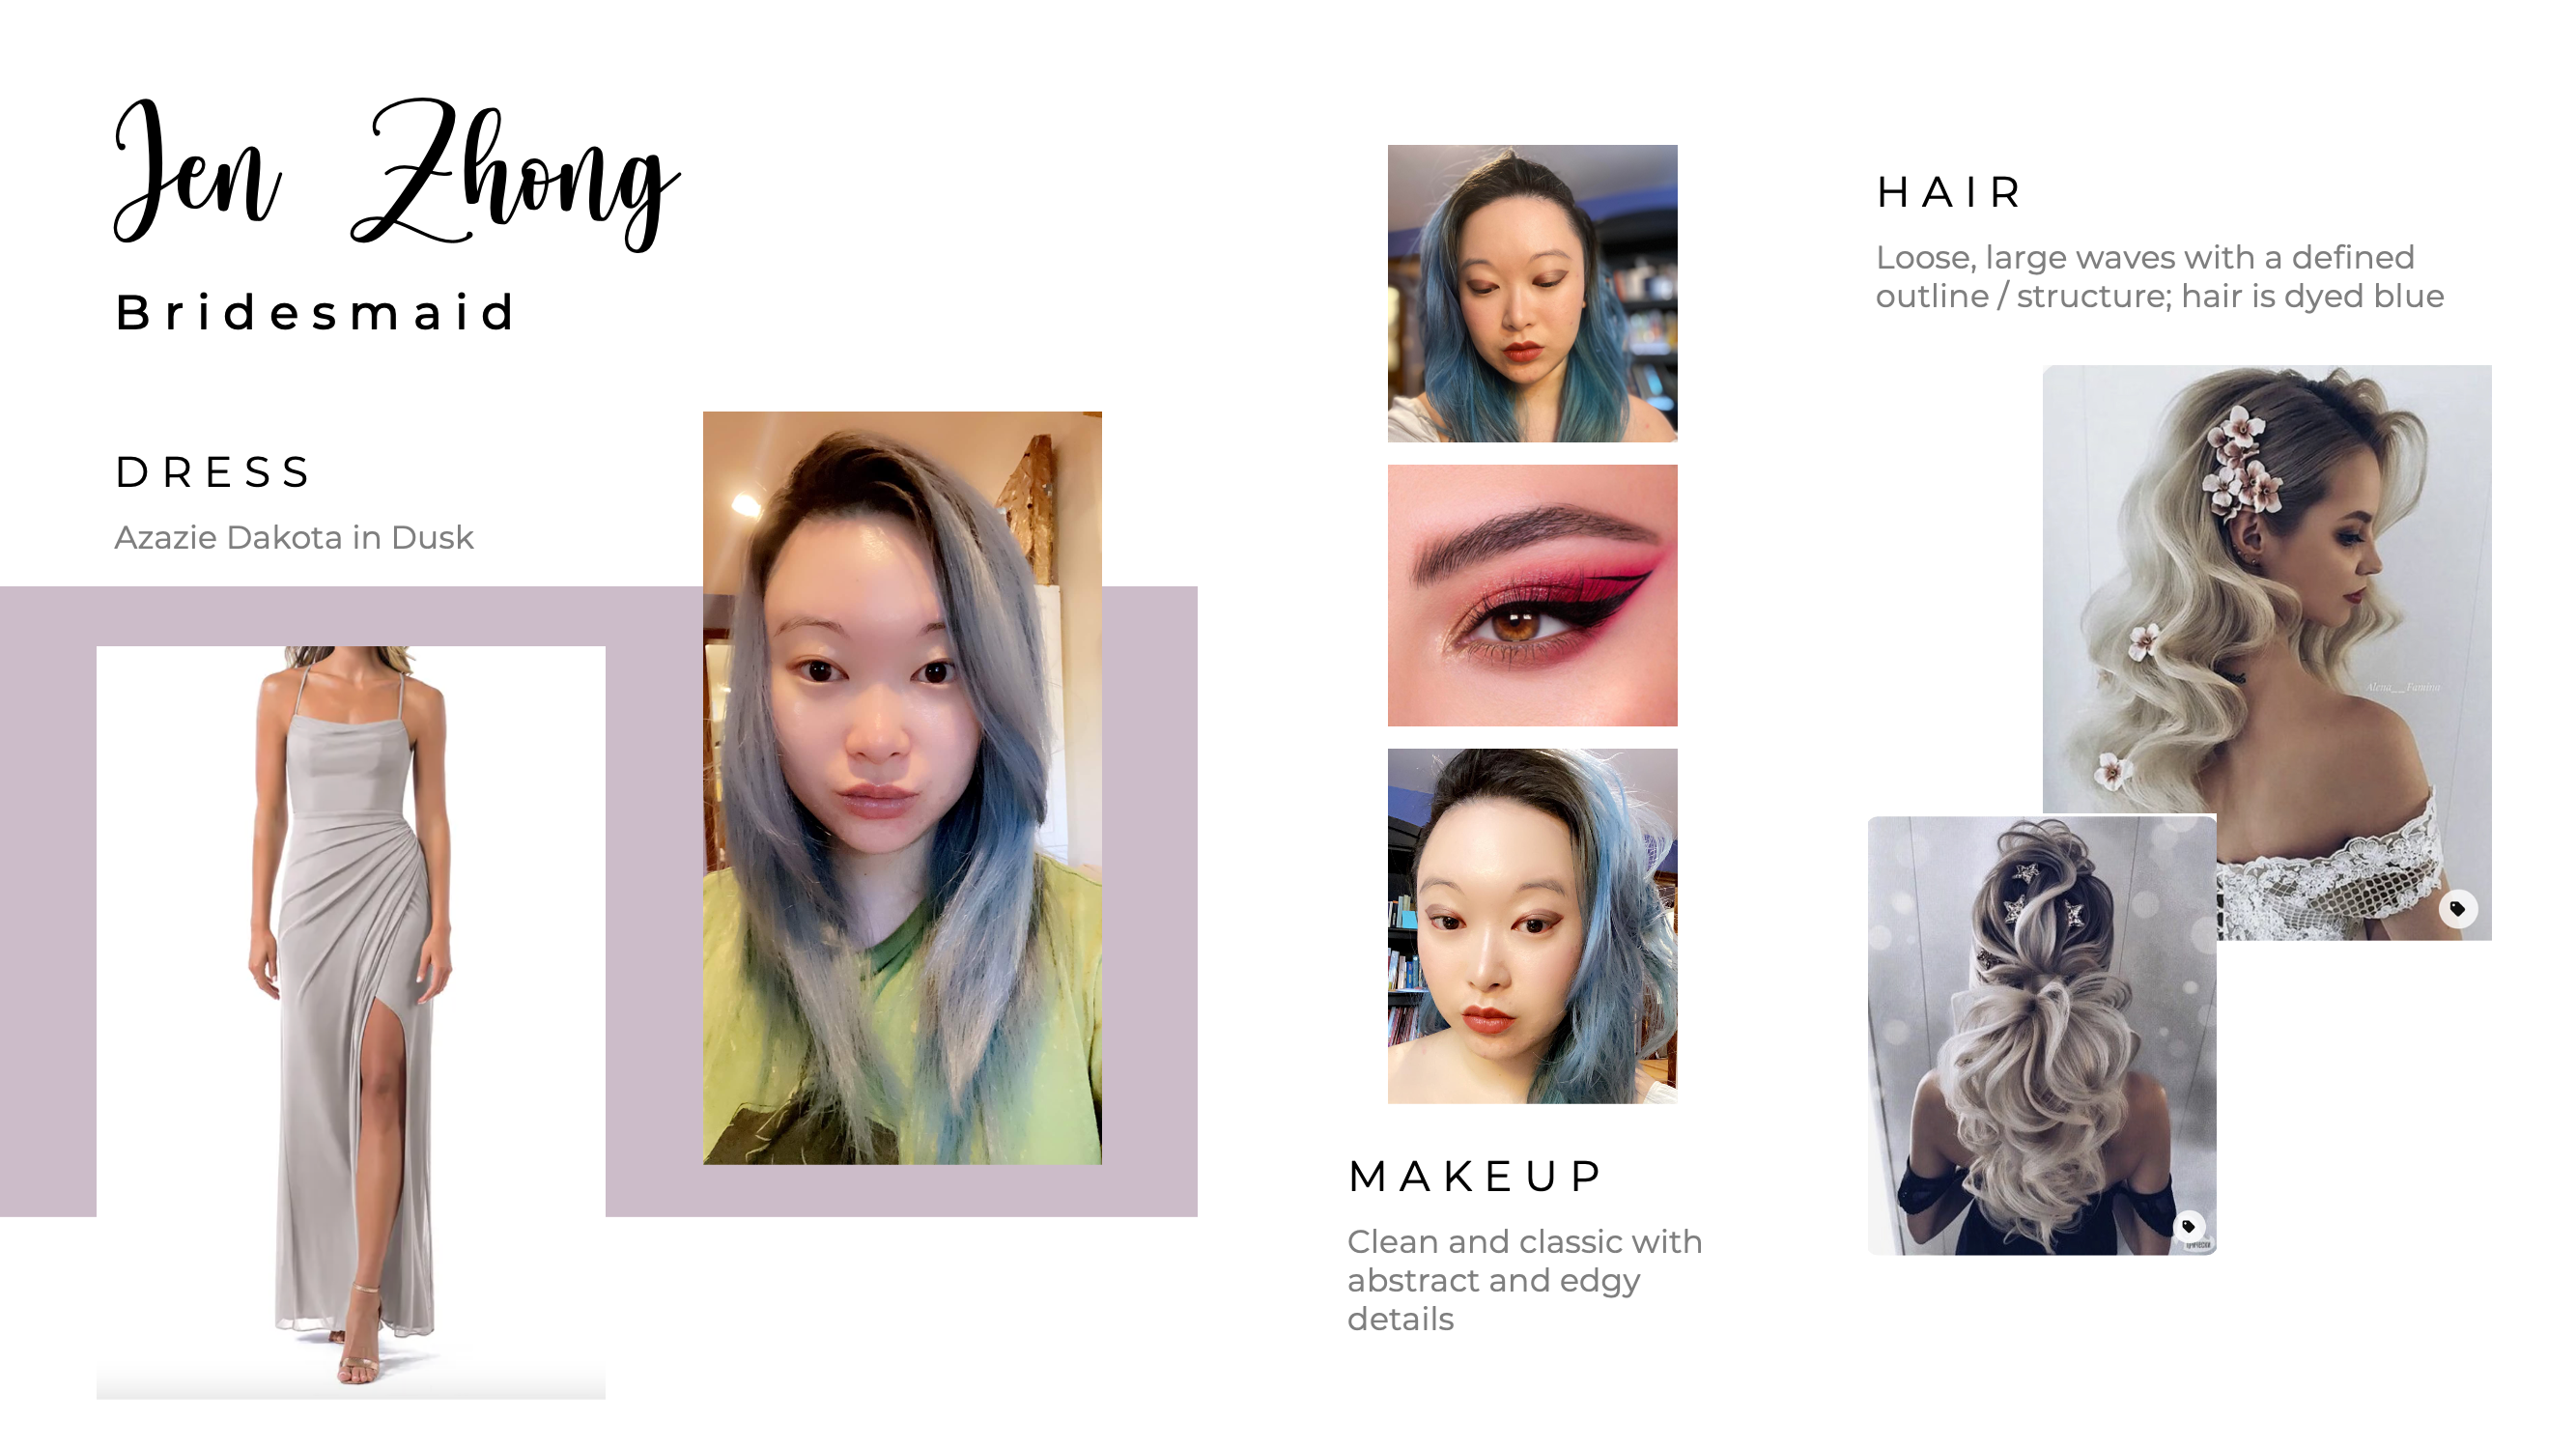 Jen Zhong
Bridesmaid
DRESS
Azazie Dakota in Dusk
MAKEUP
Clean and classic with
abstract and edgy
details
HAIR
Loose, large waves with a defined
outline / structure; hair is dyed blue
Alena__Famina